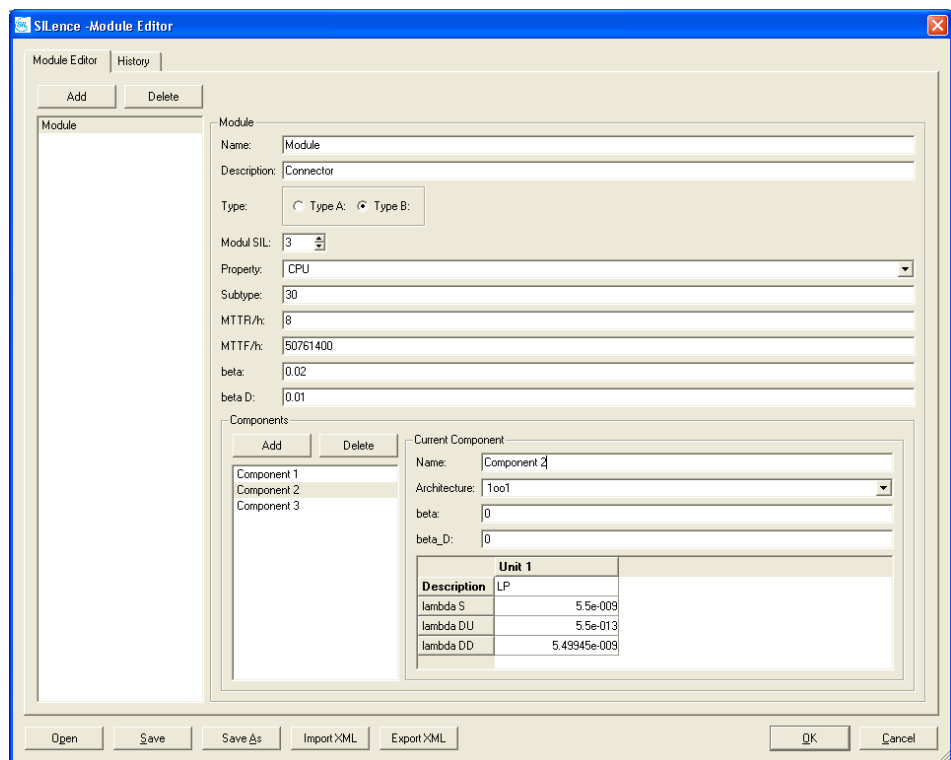 SILence -Module Editor
Module Editor History
Add Delete
Module
Module
Name: Module
Description: Connector
Type: Type A: Type B:
Modul SIL: 3
Property: CPU
Subtype: 30
MTTR/h: 8
MTTF/h: 50761400
beta: 0.02
beta D: 0.01
Components
Add Delete
Component 1
Component 2
Component 3
Current Component
Name: Component 2
Architecture: 1oo1
beta: 0
beta_D: 0
Unit 1
Description LP
lambda S 5.5e-009
lambda DU 5.5e-013
lambda DD 5.49945e-009
Open Save Save As Import XML Export XML OK Cancel